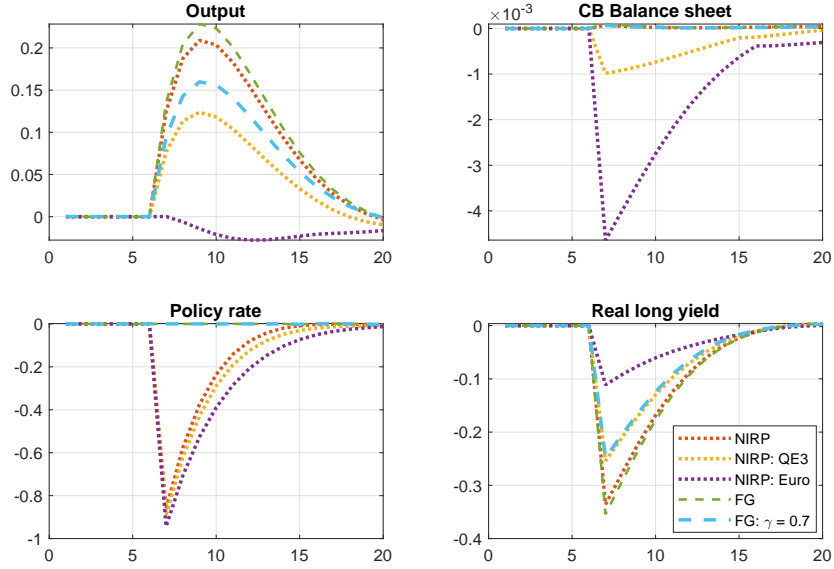 Output
0.2
0.15
0.1
0.05
0
0 5 10 15 20
CB Balance sheet
×10⁻³
0
-1
-2
-3
-4
0 5 10 15 20
Policy rate
0
-0.2
-0.4
-0.6
-0.8
-1
0 5 10 15 20
Real long yield
0
-0.1
-0.2
-0.3
-0.4
0 5 10 15 20
NIRP
NIRP: QE3
NIRP: Euro
FG
FG: γ = 0.7